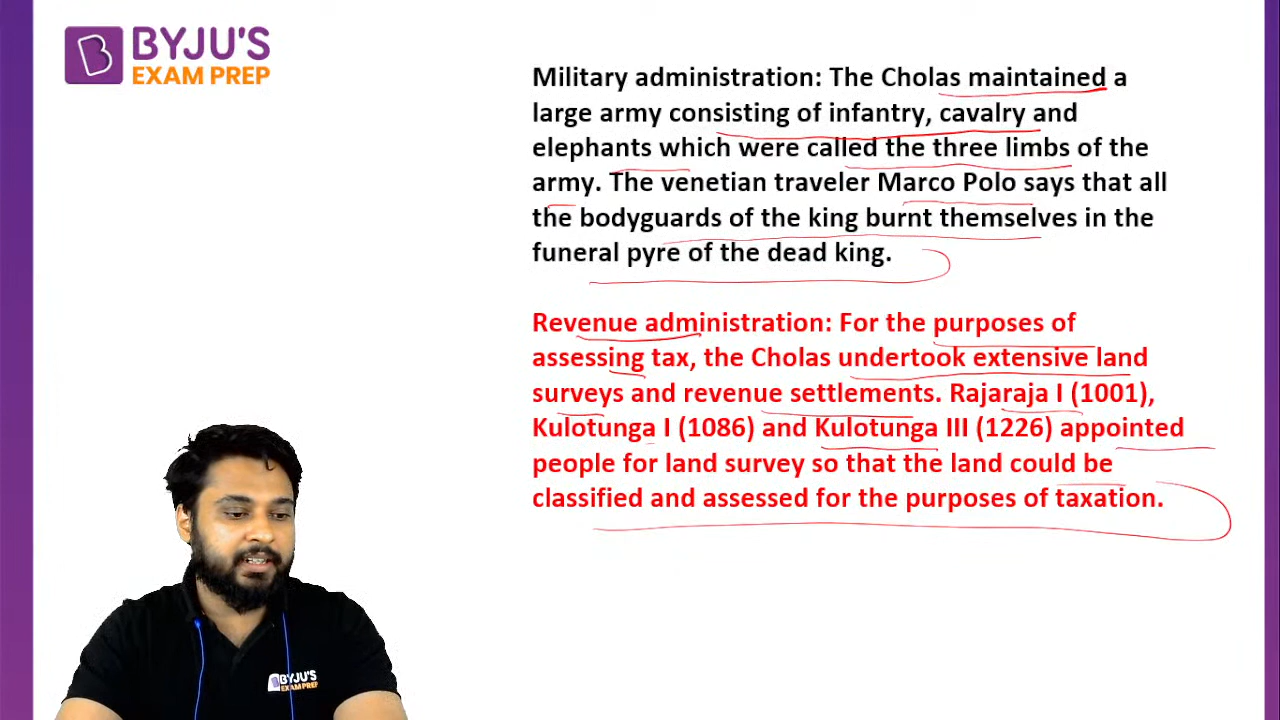 BYJU'S
EXAM PREP
Military administration: The Cholas maintained a
large army consisting of infantry, cavalry and
elephants which were called the three limbs of the
army. The venetian traveler Marco Polo says that all
the bodyguards of the king burnt themselves in the
funeral pyre of the dead king.
Revenue administration: For the purposes of
assessing tax, the Cholas undertook extensive land
surveys and revenue settlements. Rajaraja I (1001),
Kulotunga I (1086) and Kulotunga III (1226) appointed
people for land survey so that the land could be
classified and assessed for the purposes of taxation.
BYJU'S
EXAM PREP